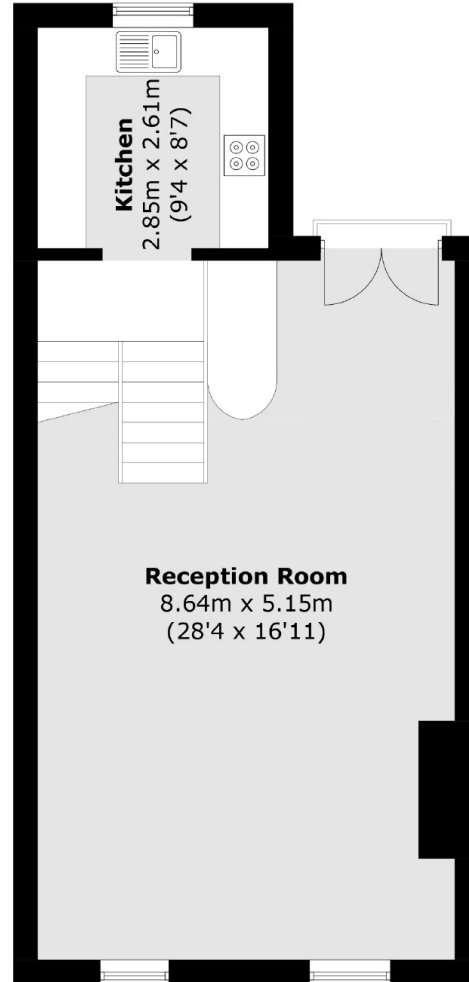 Kitchen
2.85m x 2.61m
(9'4 x 8'7)
Reception Room
8.64m x 5.15m
(28'4 x 16'11)